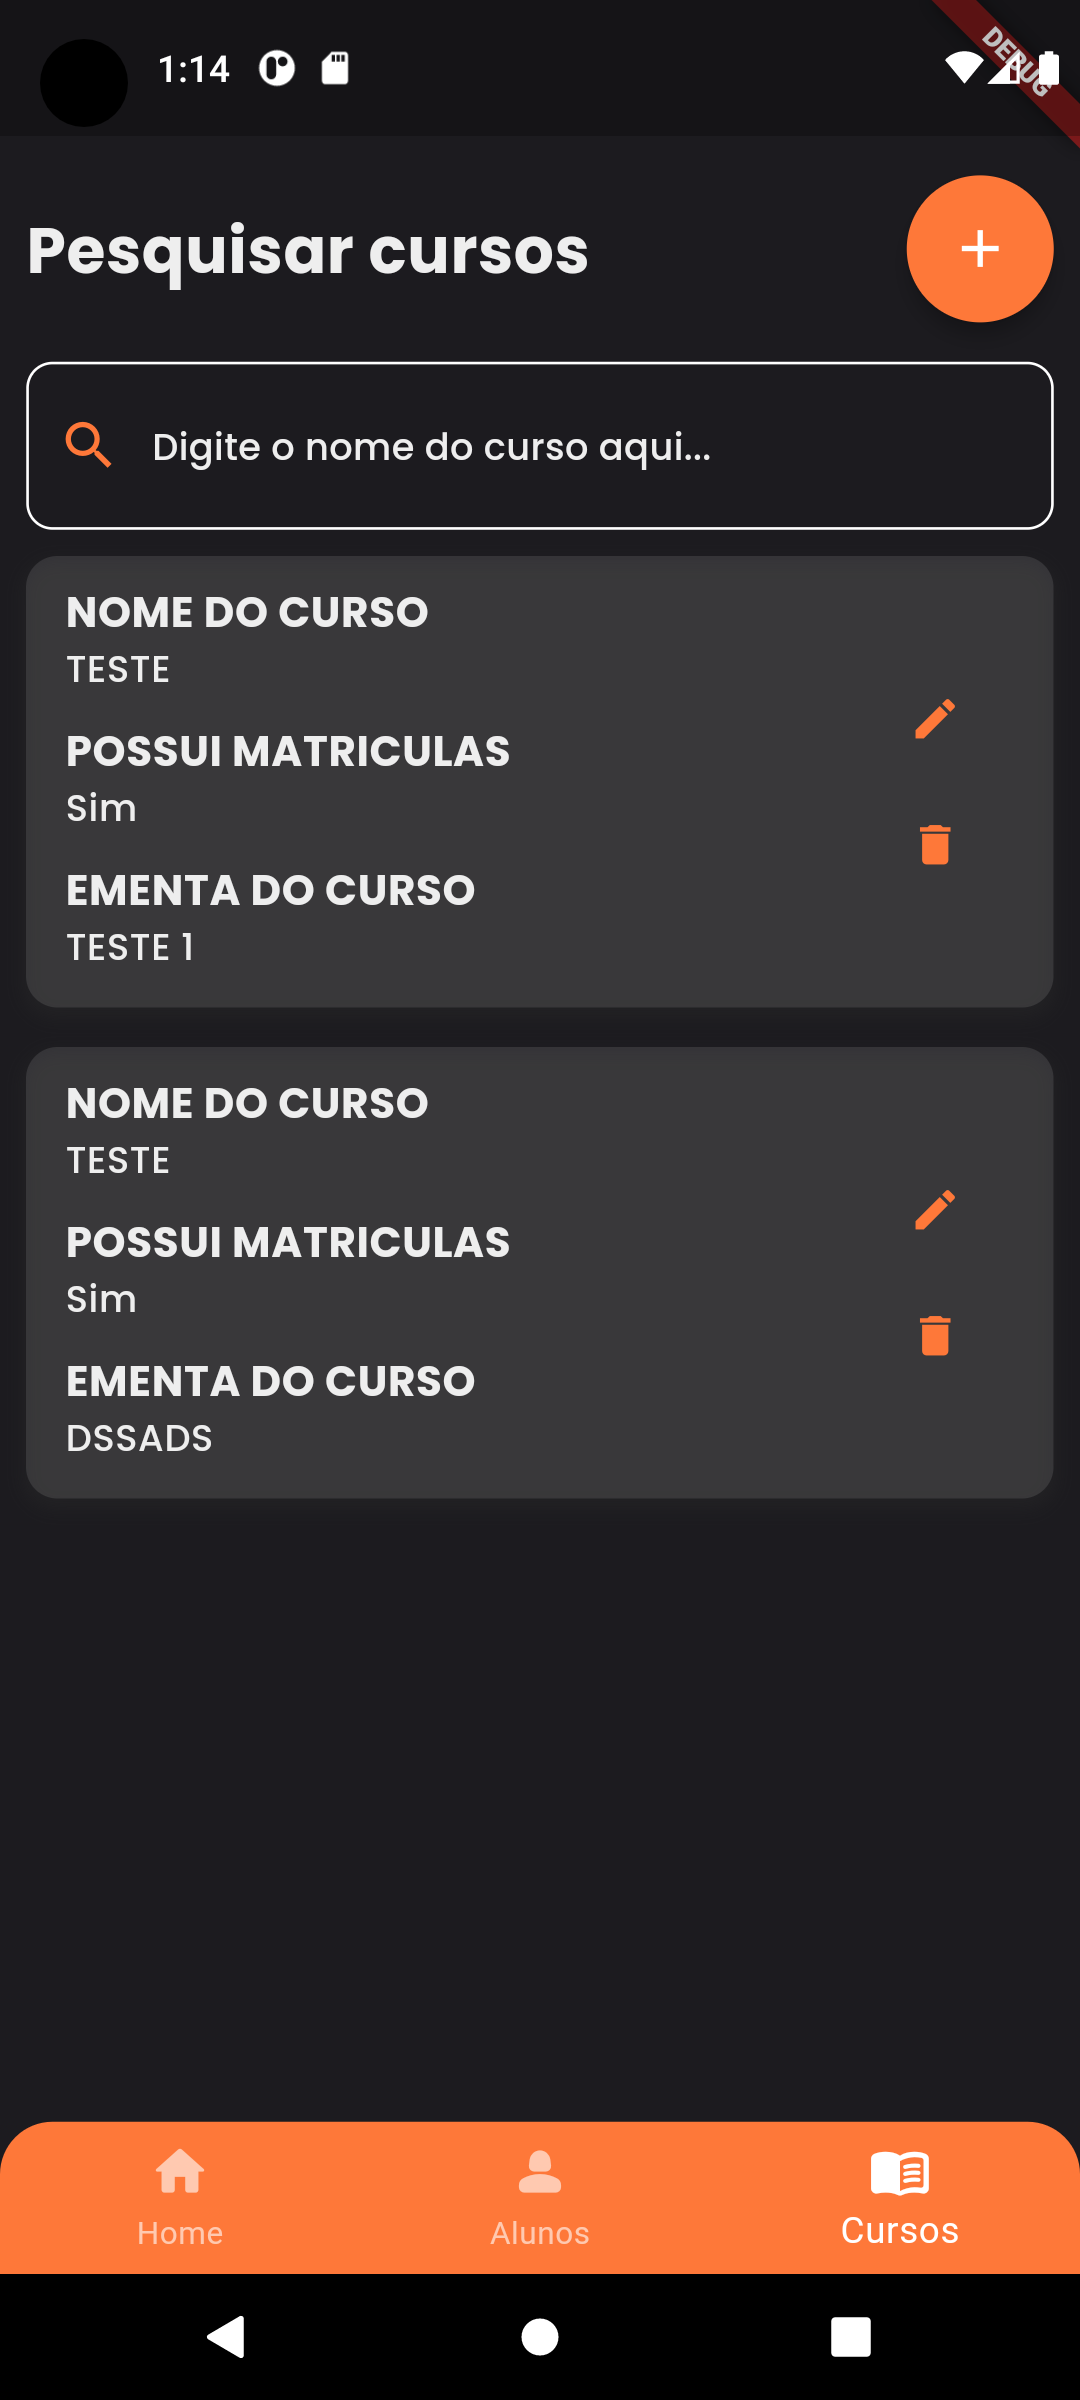 1:14
DEBUG
Pesquisar cursos
Digite o nome do curso aqui...
NOME DO CURSO
TESTE
POSSUI MATRICULAS
Sim
EMENTA DO CURSO
TESTE 1
NOME DO CURSO
TESTE
POSSUI MATRICULAS
Sim
EMENTA DO CURSO
DSSADS
Home
Alunos
Cursos